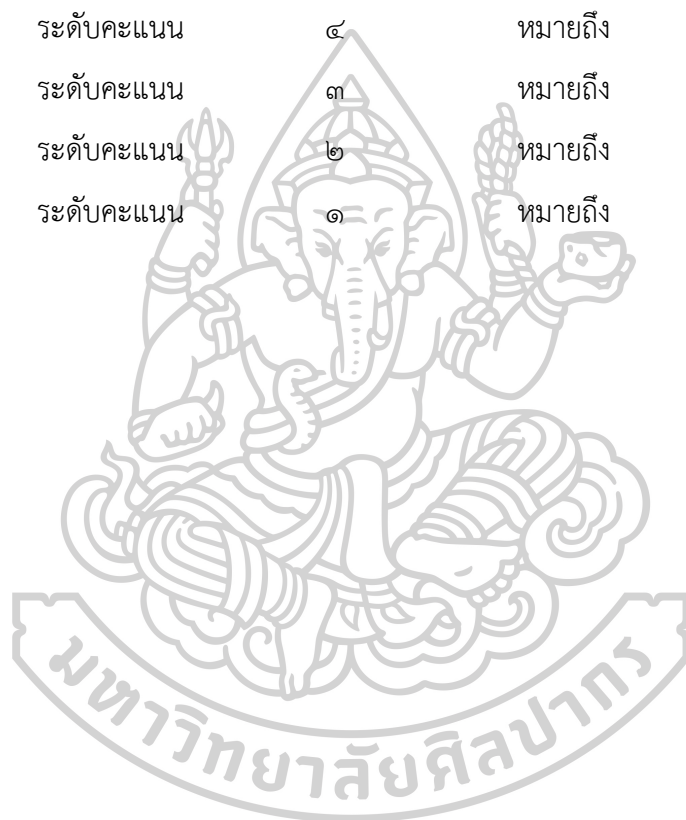 ระดับคะแนน ๔ หมายถึง
ระดับคะแนน ๓ หมายถึง
ระดับคะแนน ๒ หมายถึง
ระดับคะแนน ๑ หมายถึง
มหาวิทยาลัยศิลปากร